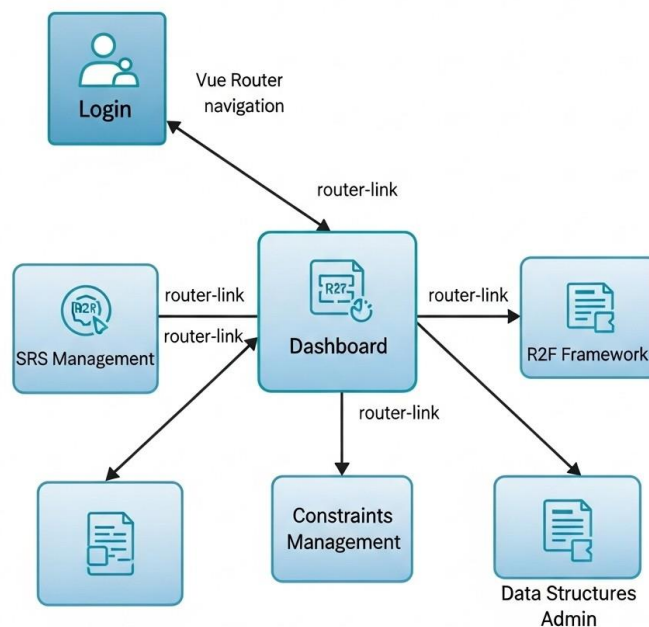 Login
Vue Router
navigation
router-link
SRS Management
router-link
router-link
R27
Dashboard
router-link
R2F Framework
router-link
Constraints
Management
Data Structures
Admin